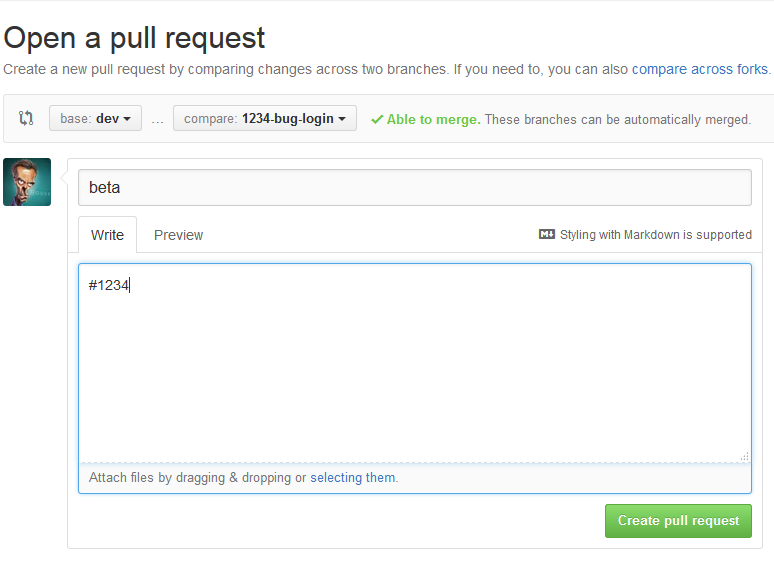 Open a pull request
Create a new pull request by comparing changes across two branches. If you need to, you can also compare across forks.
base: dev ... compare: 1234-bug-login Able to merge. These branches can be automatically merged.
beta
Write Preview Styling with Markdown is supported
#1234
Attach files by dragging & dropping or selecting them.
Create pull request